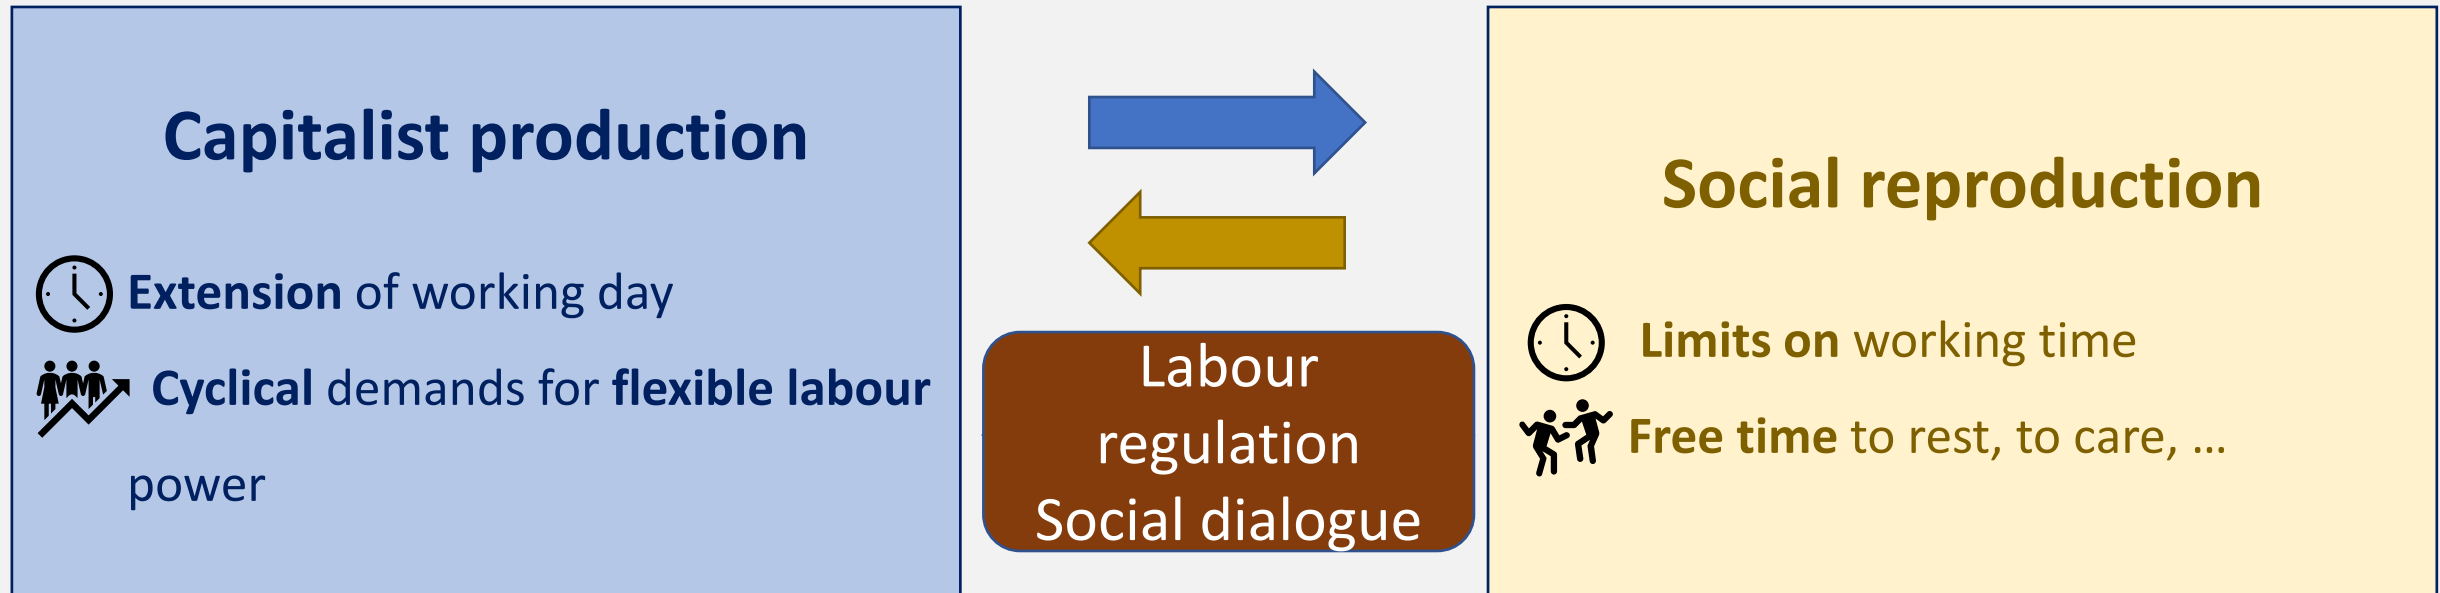 Capitalist production
Extension of working day
Cyclical demands for flexible labour
power
Labour
regulation
Social dialogue
Social reproduction
Limits on working time
Free time to rest, to care, ...